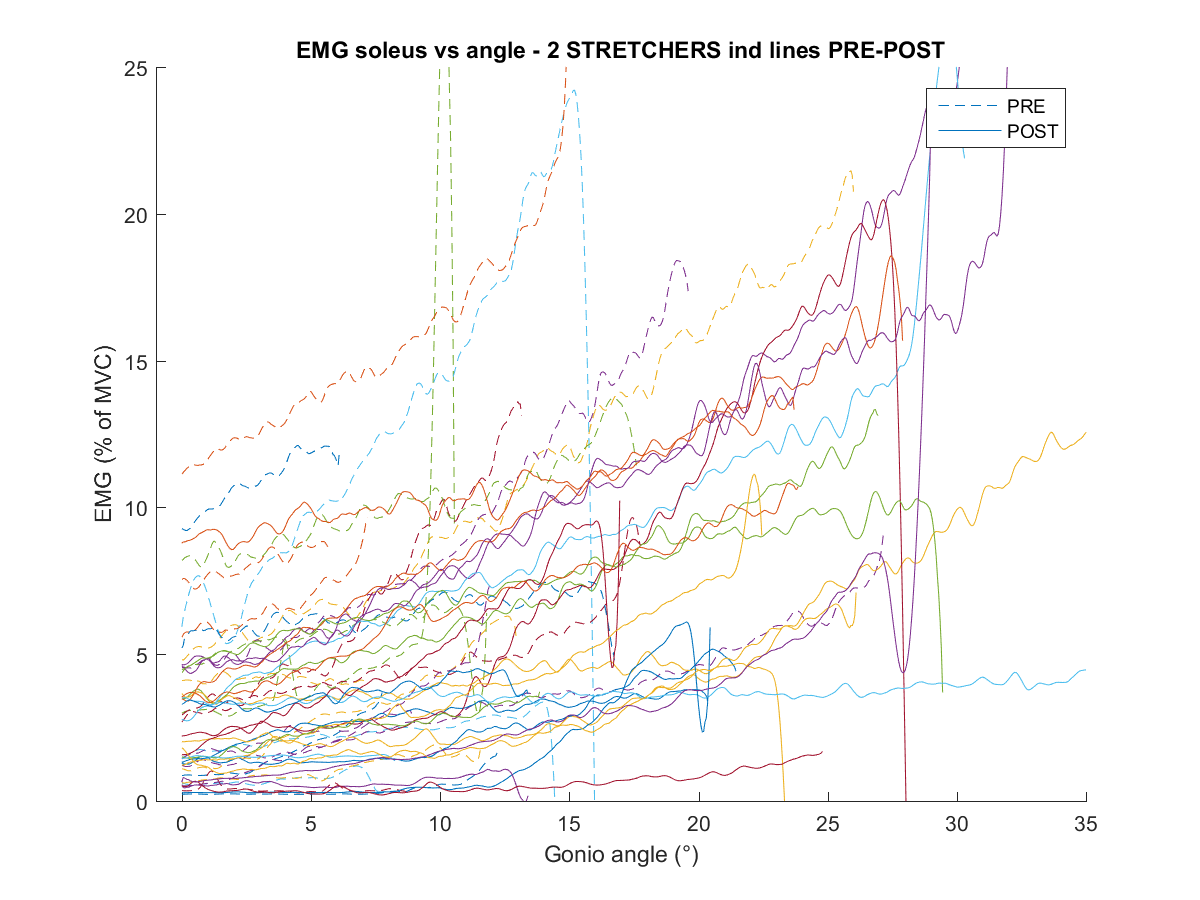 EMG soleus vs angle - 2 STRETCHERS ind lines PRE-POST
25
20
15
10
5
0
EMG (% of MVC)
PRE
POST
0 5 10 15 20 25 30 35
Gonio angle (°)